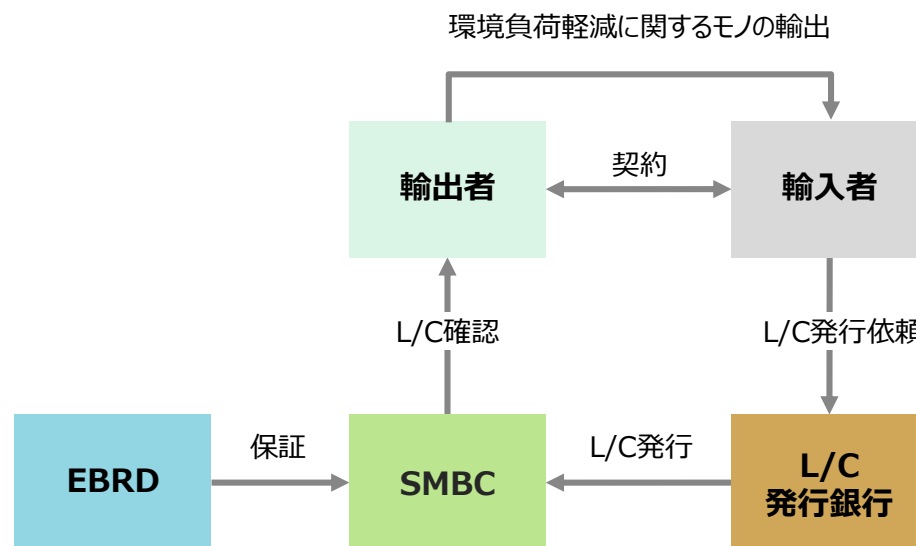 環境負荷軽減に関するモノの輸出
輸出者
契約
輸入者
L/C確認
L/C発行依頼
EBRD
保証
SMBC
L/C発行
L/C
発行銀行